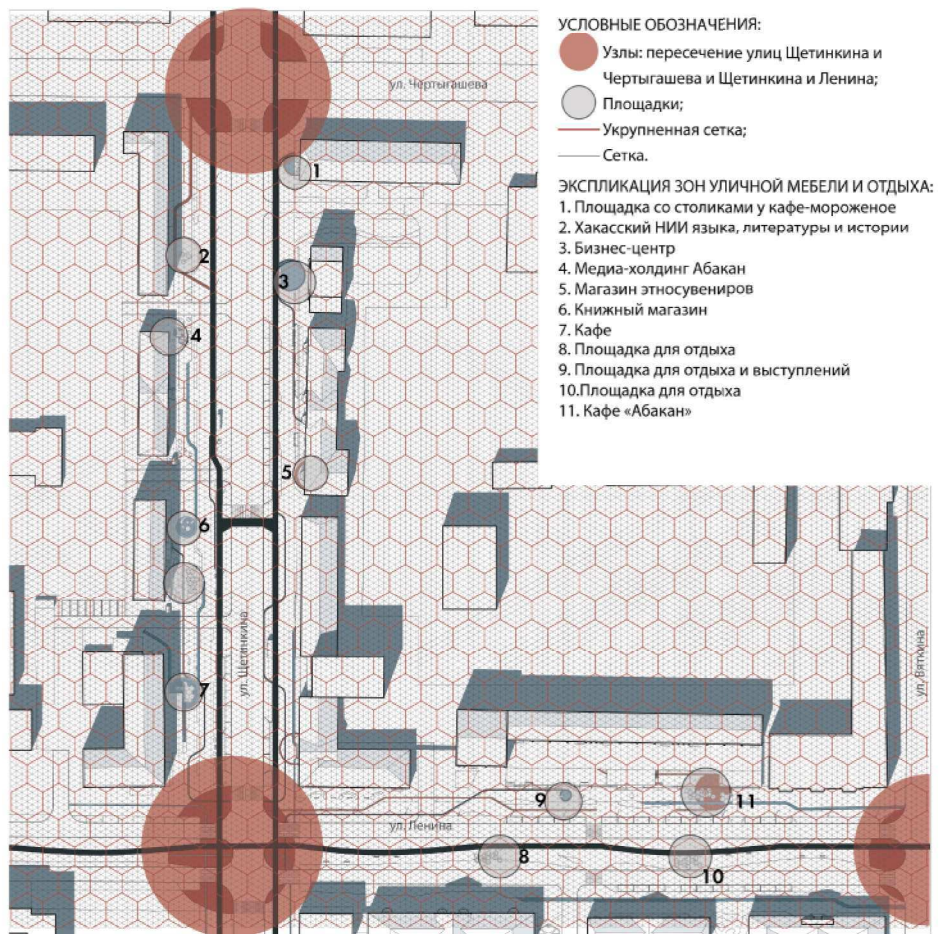 УСЛОВНЫЕ ОБОЗНАЧЕНИЯ:
Узлы: пересечение улиц Щетинкина и
Чертыгашева и Щетинкина и Ленина;
Площадки;
Укрупненная сетка;
Сетка.
ЭКСПЛИКАЦИЯ ЗОН УЛИЧНОЙ МЕБЕЛИ И ОТДЫХА:
1. Площадка со столиками у кафе-мороженое
2. Хакасский НИИ языка, литературы и истории
3. Бизнес-центр
4. Медиа-холдинг Абакан
5. Магазин этносувениров
6. Книжный магазин
7. Кафе
8. Площадка для отдыха
9. Площадка для отдыха и выступлений
10.Площадка для отдыха
11. Кафе «Абакан»
ул. Чертыгашева
1
2
3
4
5
6
ул. Щетинкина
ул. Вяткина
7
9
11
ул. Ленина
8
10